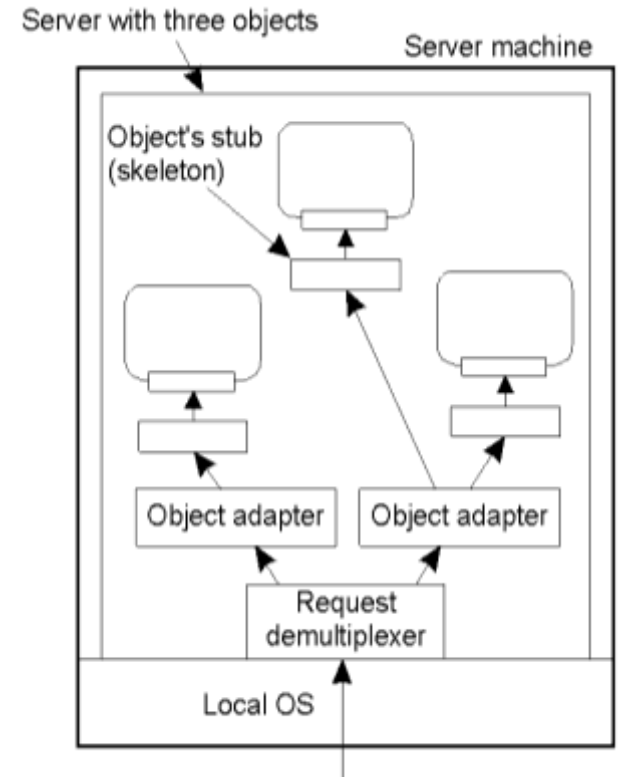 Server with three objects
Server machine
Object's stub
(skeleton)
Object adapter
Object adapter
Request
demultiplexer
Local OS